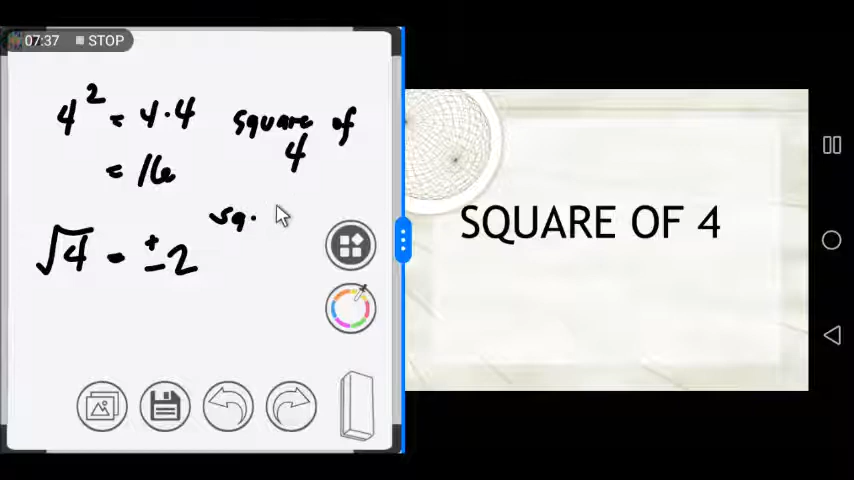 07:37 STOP
4² = 4·4 square of 4
= 16
sq.
√4 = ±2
SQUARE OF 4